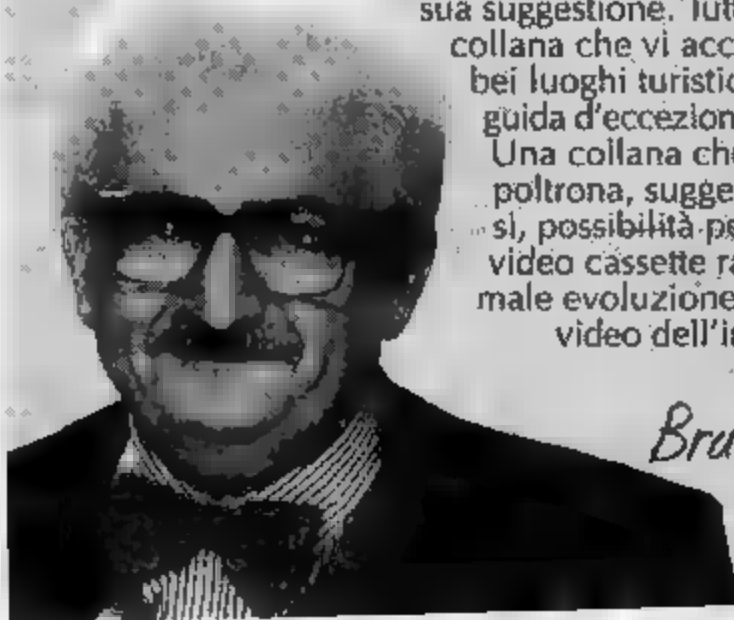 sua suggestione. Tut
collana che vi acc
bei luoghi turistic
guida d'eccezion
Una collana che
poltrona, sugge
sì, possibilità pe
video cassette ra
male evoluzione
video dell'i
Bru